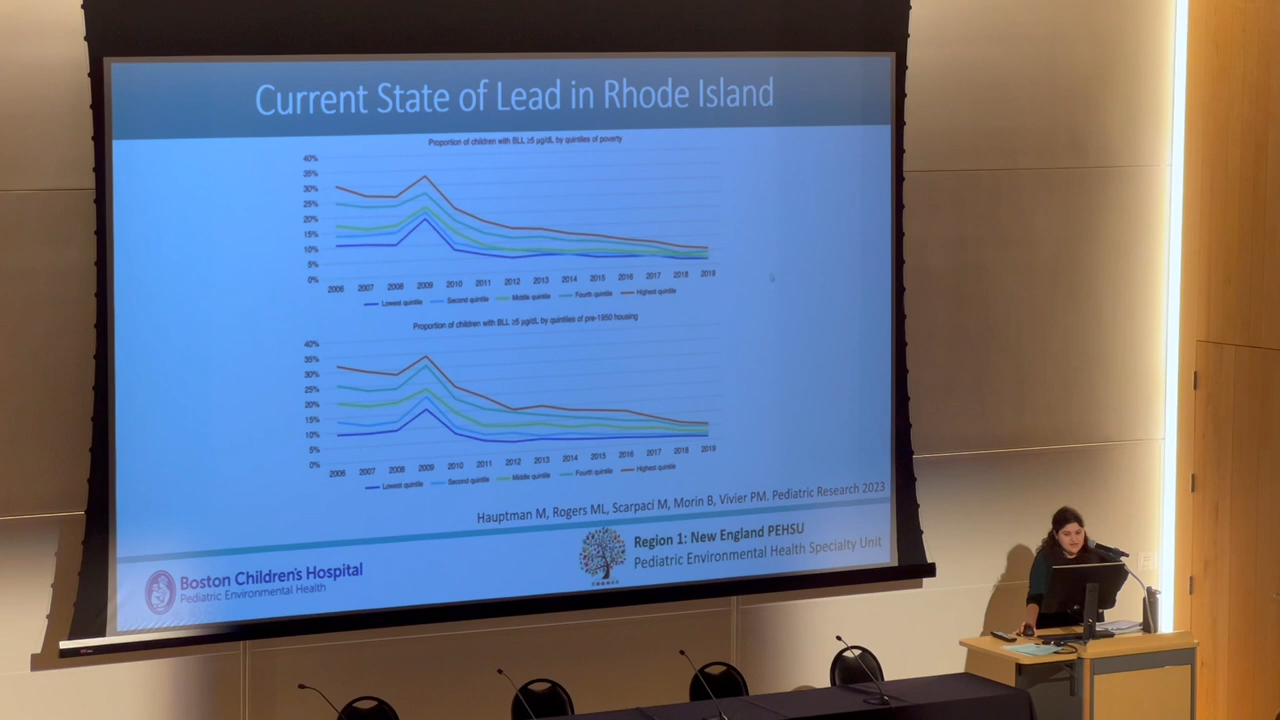 Current State of Lead in Rhode Island
Proportion of children with BLL ≥5 µg/dL by quintiles of poverty
40%
35%
30%
25%
20%
15%
10%
5%
0%
2006 2007 2008 2009 2010 2011 2012 2013 2014 2015 2016 2017 2018 2019
Lowest quintile Second quintile Middle quintile Fourth quintile Highest quintile
Proportion of children with BLL ≥5 µg/dL by quintiles of pre-1950 housing
40%
35%
30%
25%
20%
15%
10%
5%
0%
2006 2007 2008 2009 2010 2011 2012 2013 2014 2015 2016 2017 2018 2019
Lowest quintile Second quintile Middle quintile Fourth quintile Highest quintile
Hauptman M, Rogers ML, Scarpaci M, Morin B, Vivier PM. Pediatric Research 2023
Boston Children's Hospital
Pediatric Environmental Health
Region 1: New England PEHSU
Pediatric Environmental Health Specialty Unit